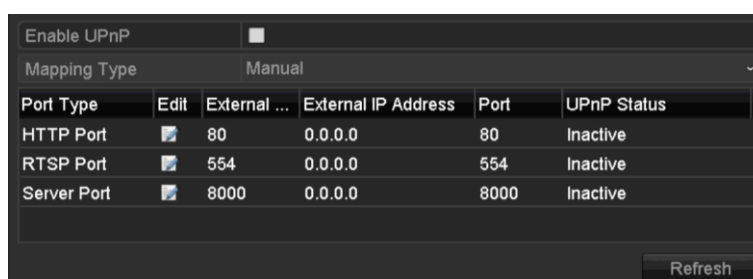 Enable UPnP
Mapping Type Manual
Port Type Edit External ... External IP Address Port UPnP Status
HTTP Port 80 0.0.0.0 80 Inactive
RTSP Port 554 0.0.0.0 554 Inactive
Server Port 8000 0.0.0.0 8000 Inactive
Refresh